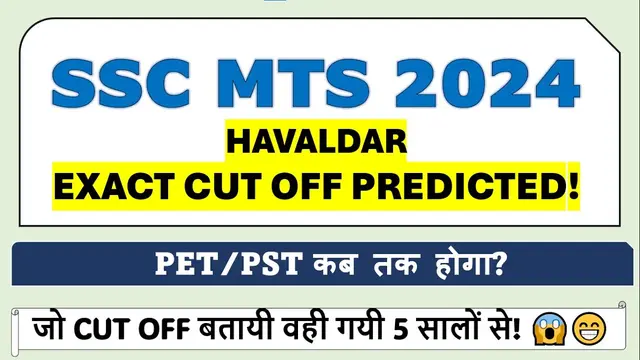 SSC MTS 2024
HAVALDAR
EXACT CUT OFF PREDICTED!
PET/PST कब तक होगा?
जो CUT OFF बतायी वही गयी 5 सालों से! 😱😁